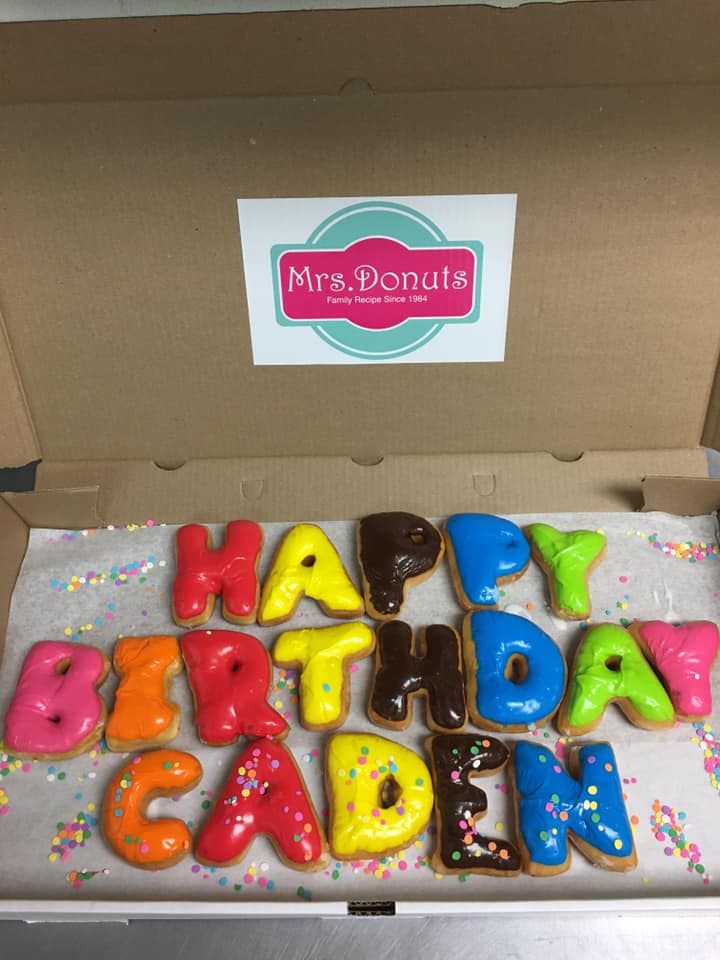 Mrs. Donuts
Family Recipe Since 1984
HAPPY
BIRTHDAY
CADEN